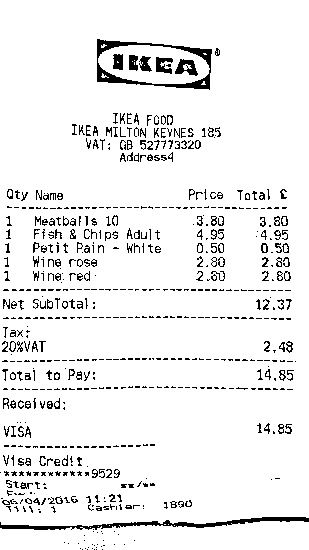 IKEA
IKEA FOOD
IKEA MILTON KEYNES 185
VAT: GB 527773320
Address4
Qty Name Price Total £
1 Meatballs 10 3.80 3.80
1 Fish & Chips Adult 4.95 4.95
1 Petit Pain - White 0.50 0.50
1 Wine rose 2.80 2.80
1 Wine red 2.80 2.80
Net SubTotal: 12.37
Tax:
20%VAT 2.48
Total to Pay: 14.85
Received:
VISA 14.85
Visa Credit
************9529
Start: **/**
06/04/2016 11:21
Till: 1 Cashier: 1890